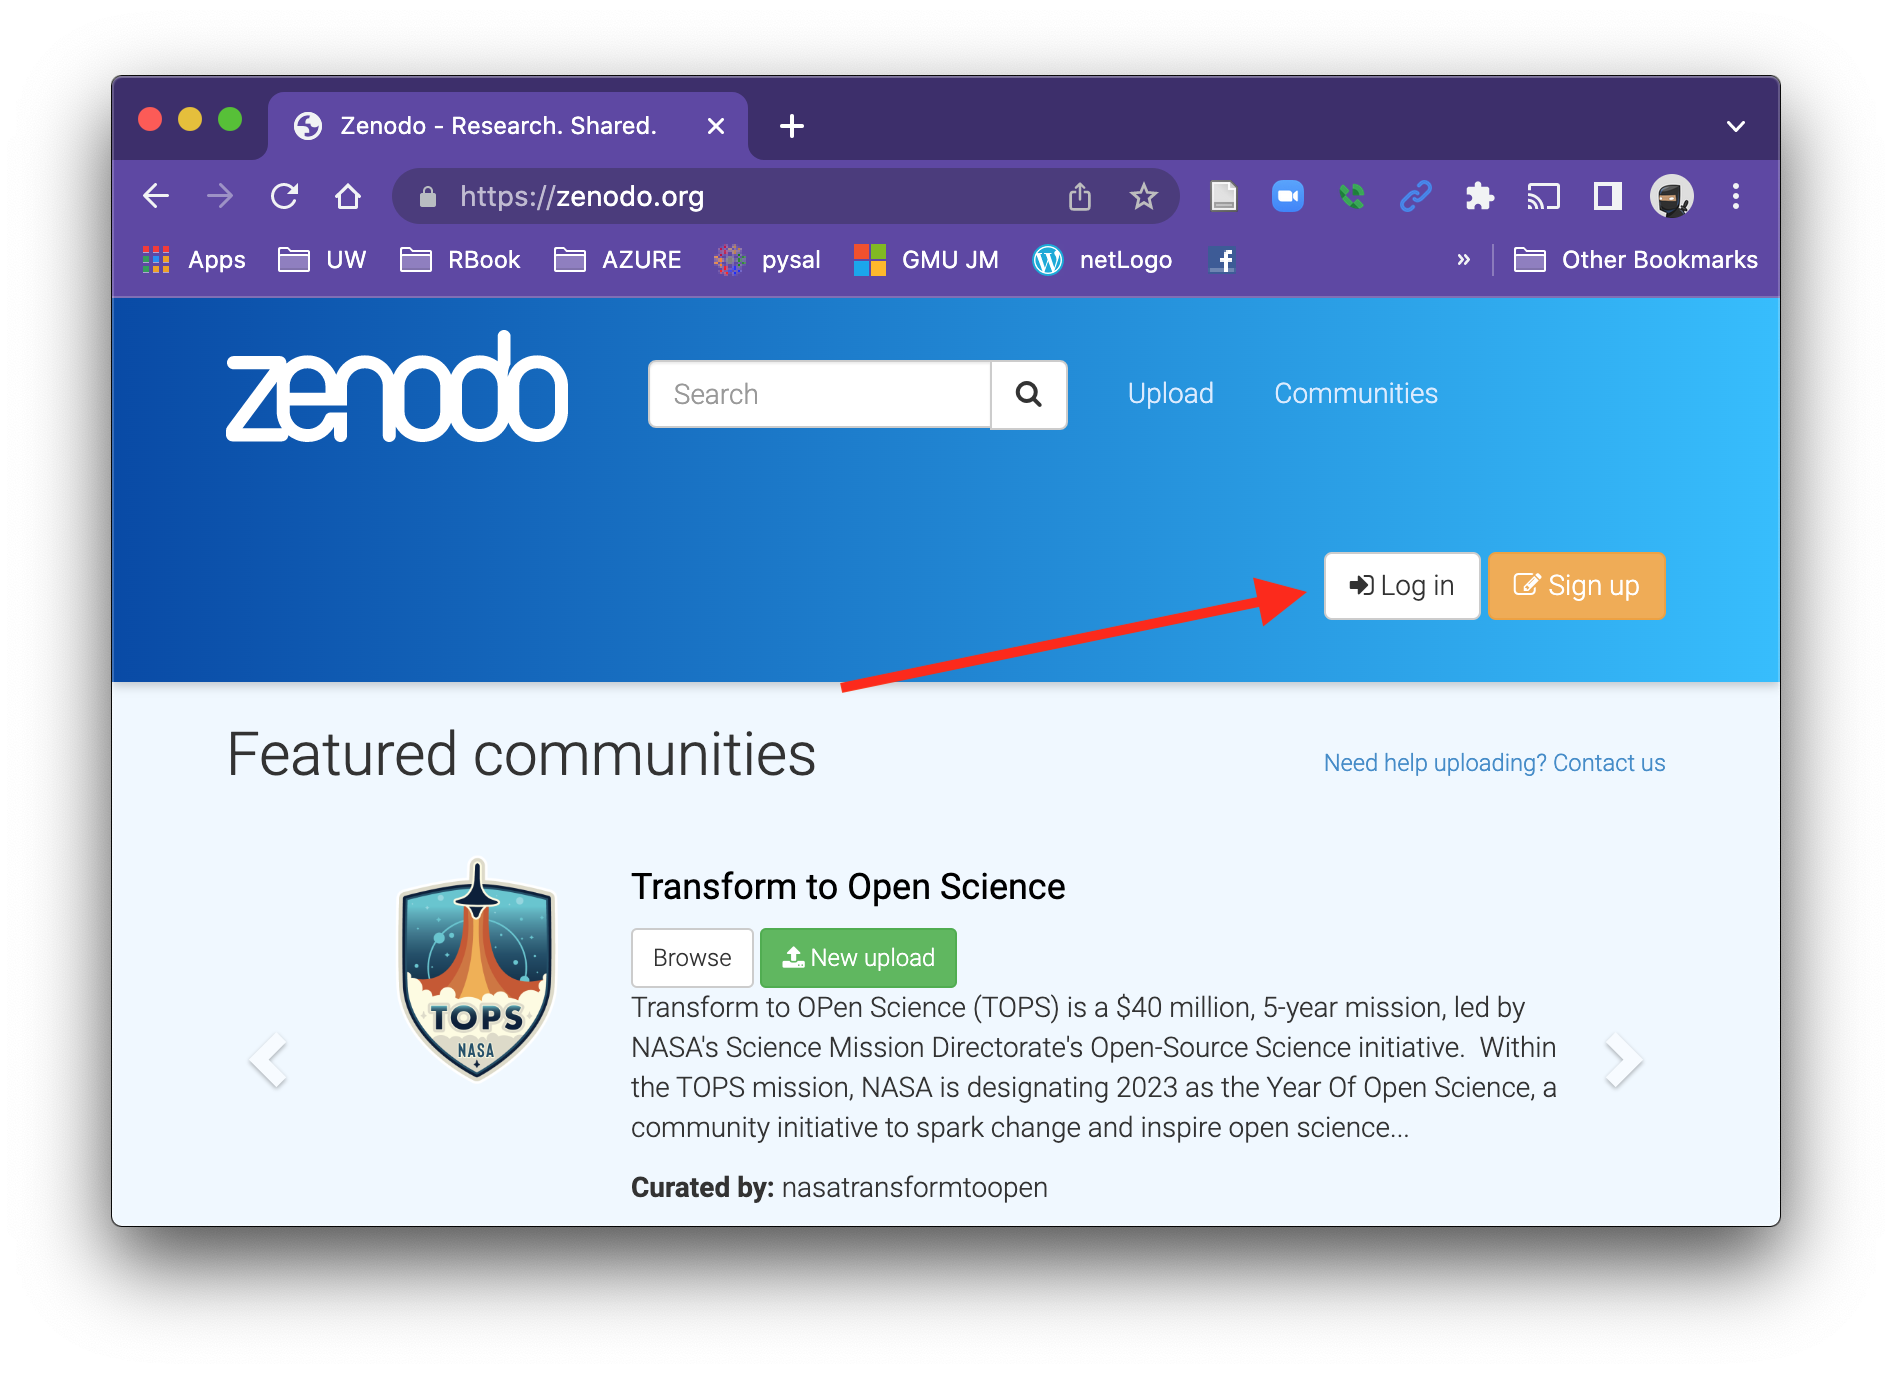 Zenodo - Research. Shared.
https://zenodo.org
Apps UW RBook AZURE pysal GMU JM netLogo f » Other Bookmarks
zenodo
Search
Upload Communities
Log in Sign up
Featured communities
Need help uploading? Contact us
TOPS
NASA
Transform to Open Science
Browse New upload
Transform to OPen Science (TOPS) is a $40 million, 5-year mission, led by
NASA's Science Mission Directorate's Open-Source Science initiative.  Within
the TOPS mission, NASA is designating 2023 as the Year Of Open Science, a
community initiative to spark change and inspire open science...
Curated by: nasatransformtoopen